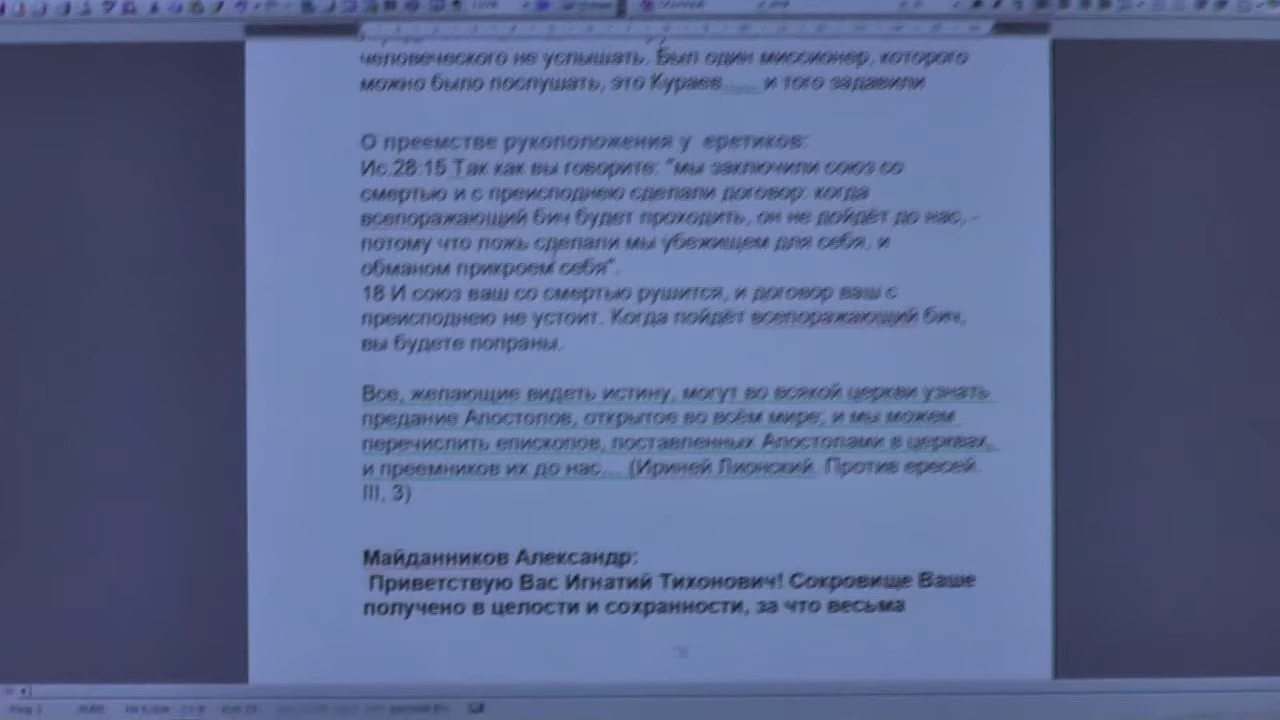 человеческого не услышать. Был один миссионер, которого
можно было послушать, это Кураев...... и того задавили
О преемстве рукоположения у еретиков:
Ис.28:15 Так как вы говорите: "мы заключили союз со
смертью и с преисподнею сделали договор: когда
всепоражающий бич будет проходить, он не дойдёт до нас, -
потому что ложь сделали мы убежищем для себя, и
обманом прикроем себя".
18 И союз ваш со смертью рушится, и договор ваш с
преисподнею не устоит. Когда пойдёт всепоражающий бич,
вы будете попраны.
Все, желающие видеть истину, могут во всякой церкви узнать
предание Апостолов, открытое во всём мире; и мы можем
перечислить епископов, поставленных Апостолами в церквах,
и преемников их до нас... (Ириней Лионский. Против ересей.
III, 3)
Майданников Александр:
Приветствую Вас Игнатий Тихонович! Сокровище Ваше
получено в целости и сохранности, за что весьма